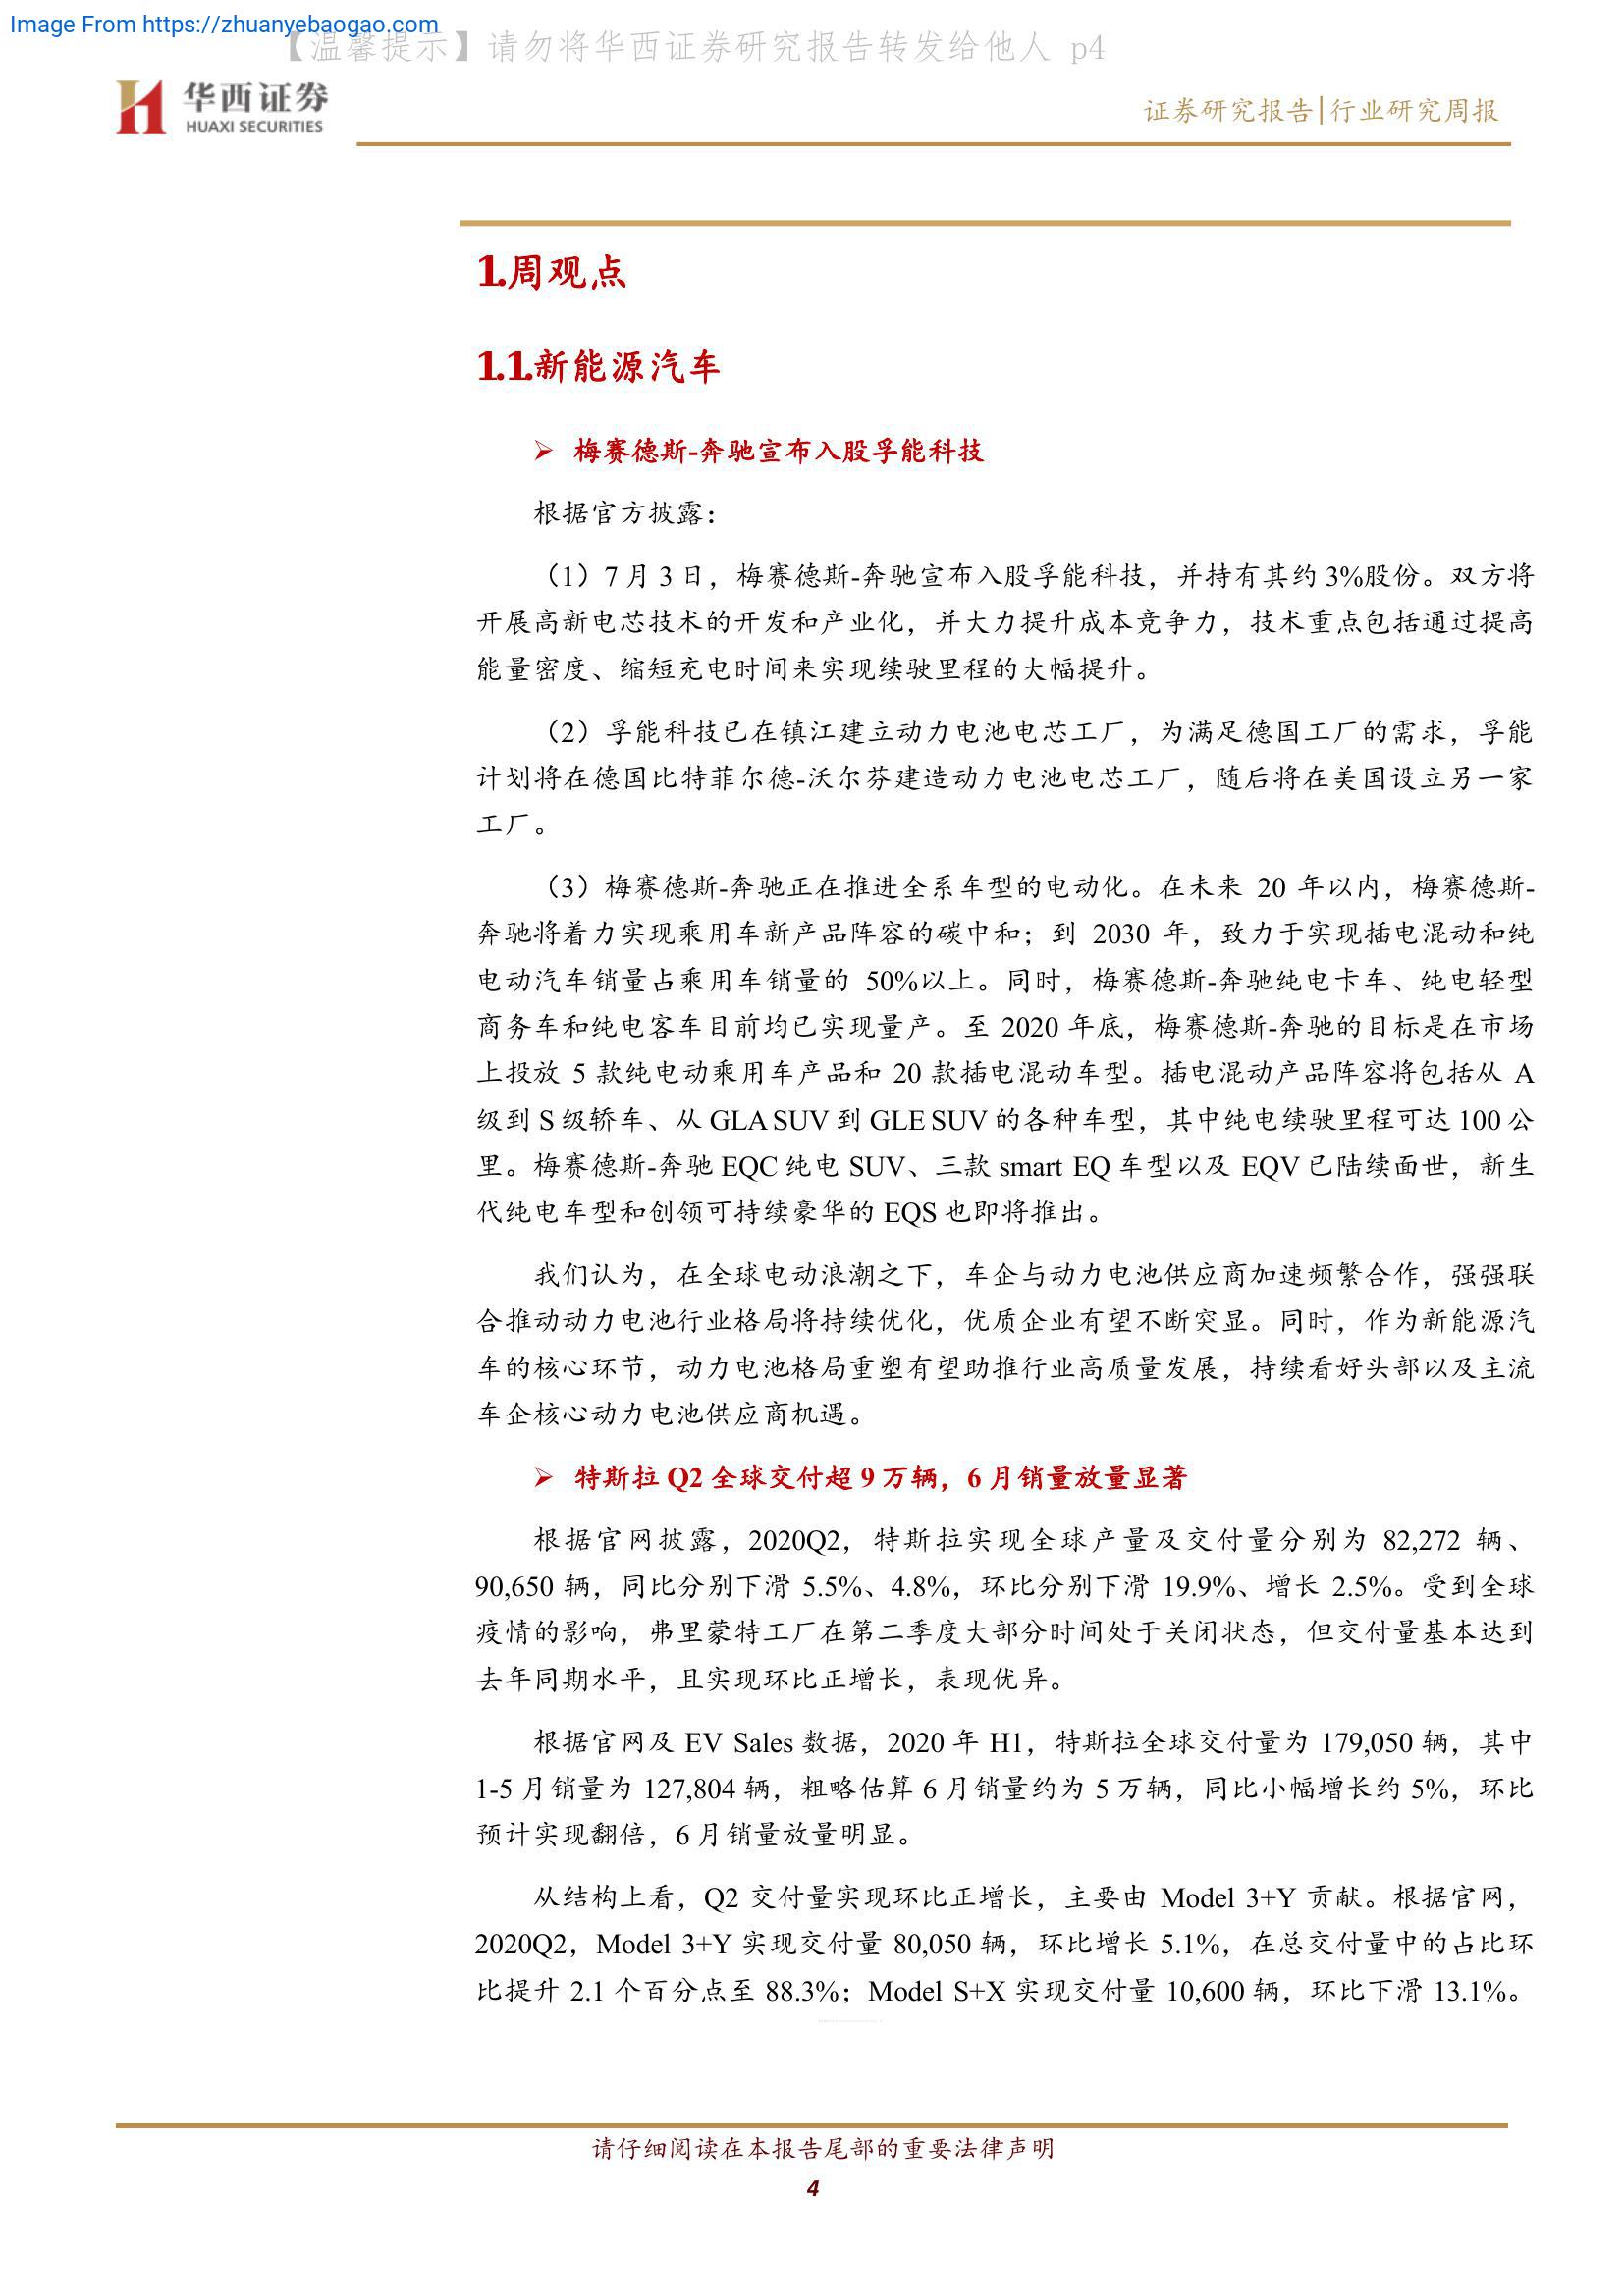 Image From https://zhuanyebaogao.com
【温馨提示】请勿将华西证券研究报告转发给他人 p4
华西证券
HUAXI SECURITIES
证券研究报告|行业研究周报
1.周观点
1.1.新能源汽车
➢ 梅赛德斯-奔驰宣布入股孚能科技
根据官方披露：
（1）7 月 3 日，梅赛德斯-奔驰宣布入股孚能科技，并持有其约 3%股份。双方将
开展高新电芯技术的开发和产业化，并大力提升成本竞争力，技术重点包括通过提高
能量密度、缩短充电时间来实现续驶里程的大幅提升。
（2）孚能科技已在镇江建立动力电池电芯工厂，为满足德国工厂的需求，孚能
计划将在德国比特菲尔德-沃尔芬建造动力电池电芯工厂，随后将在美国设立另一家
工厂。
（3）梅赛德斯-奔驰正在推进全系车型的电动化。在未来 20 年以内，梅赛德斯-
奔驰将着力实现乘用车新产品阵容的碳中和；到 2030 年，致力于实现插电混动和纯
电动汽车销量占乘用车销量的 50%以上。同时，梅赛德斯-奔驰纯电卡车、纯电轻型
商务车和纯电客车目前均已实现量产。至 2020 年底，梅赛德斯-奔驰的目标是在市场
上投放 5 款纯电动乘用车产品和 20 款插电混动车型。插电混动产品阵容将包括从 A
级到 S 级轿车、从 GLA SUV 到 GLE SUV 的各种车型，其中纯电续驶里程可达 100 公
里。梅赛德斯-奔驰 EQC 纯电 SUV、三款 smart EQ 车型以及 EQV 已陆续面世，新生
代纯电车型和创领可持续豪华的 EQS 也即将推出。
我们认为，在全球电动浪潮之下，车企与动力电池供应商加速频繁合作，强强联
合推动动力电池行业格局将持续优化，优质企业有望不断突显。同时，作为新能源汽
车的核心环节，动力电池格局重塑有望助推行业高质量发展，持续看好头部以及主流
车企核心动力电池供应商机遇。
➢ 特斯拉 Q2 全球交付超 9 万辆，6 月销量放量显著
根据官网披露，2020Q2，特斯拉实现全球产量及交付量分别为 82,272 辆、
90,650 辆，同比分别下滑 5.5%、4.8%，环比分别下滑 19.9%、增长 2.5%。受到全球
疫情的影响，弗里蒙特工厂在第二季度大部分时间处于关闭状态，但交付量基本达到
去年同期水平，且实现环比正增长，表现优异。
根据官网及 EV Sales 数据，2020 年 H1，特斯拉全球交付量为 179,050 辆，其中
1-5 月销量为 127,804 辆，粗略估算 6 月销量约为 5 万辆，同比小幅增长约 5%，环比
预计实现翻倍，6 月销量放量明显。
从结构上看，Q2 交付量实现环比正增长，主要由 Model 3+Y 贡献。根据官网，
2020Q2，Model 3+Y 实现交付量 80,050 辆，环比增长 5.1%，在总交付量中的占比环
比提升 2.1 个百分点至 88.3%；Model S+X 实现交付量 10,600 辆，环比下滑 13.1%。
请仔细阅读在本报告尾部的重要法律声明
4